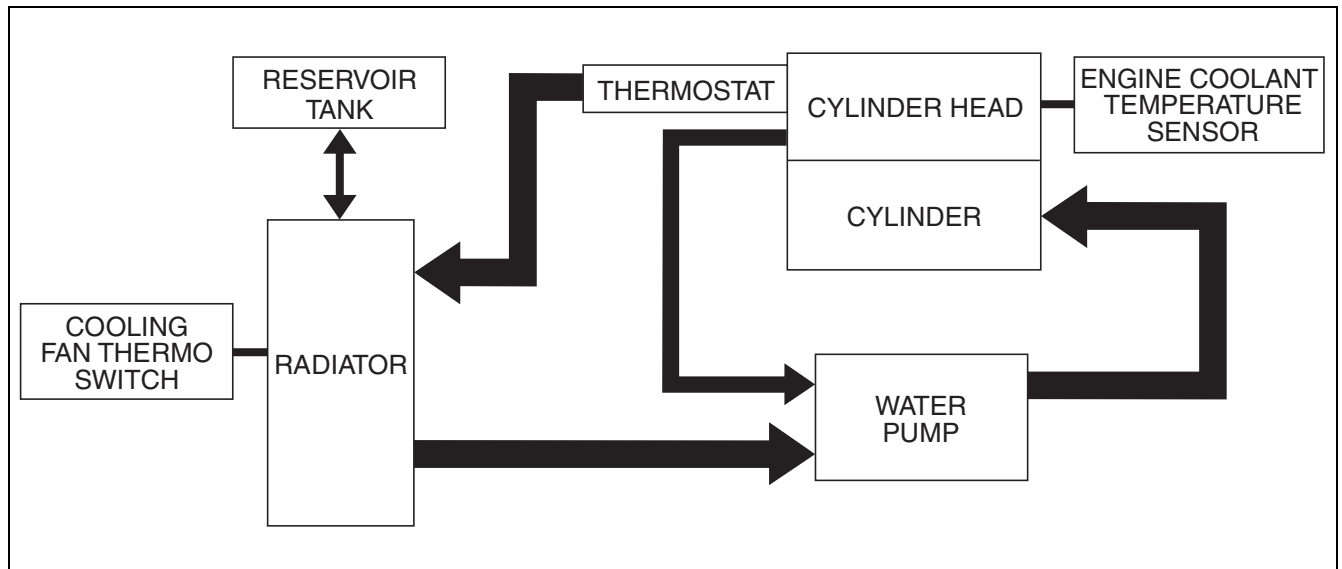 RESERVOIR
TANK
THERMOSTAT
CYLINDER HEAD
ENGINE COOLANT
TEMPERATURE
SENSOR
CYLINDER
COOLING
FAN THERMO
SWITCH
RADIATOR
WATER
PUMP